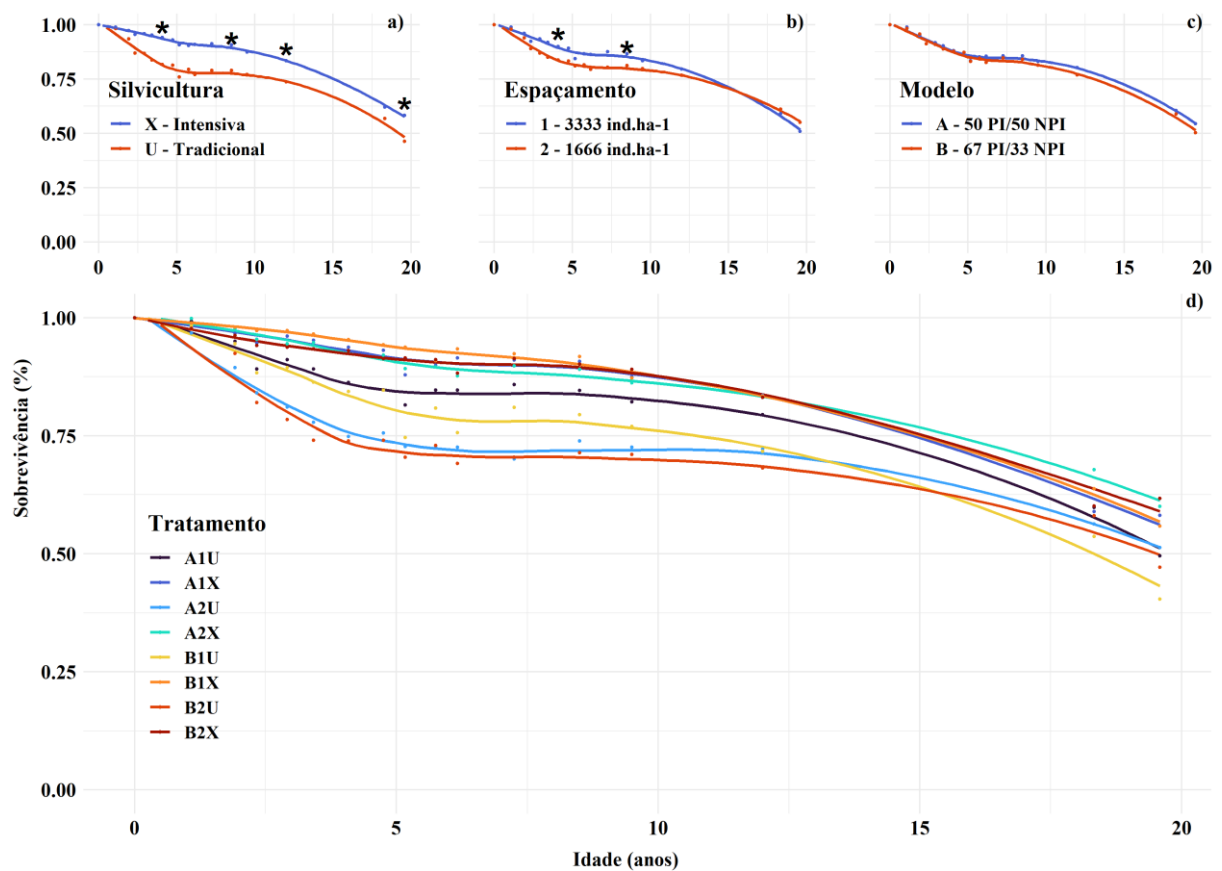 a)
b)
c)
1.00
0.75
0.50
0.25
0.00
Silvicultura
X - Intensiva
U - Tradicional
* * * *
0 5 10 15 20
Espaçamento
1 - 3333 ind.ha-1
2 - 1666 ind.ha-1
* *
0 5 10 15 20
Modelo
A - 50 PI/50 NPI
B - 67 PI/33 NPI
0 5 10 15 20
d)
Sobrevivência (%)
1.00
0.75
0.50
0.25
0.00
Tratamento
A1U
A1X
A2U
A2X
B1U
B1X
B2U
B2X
0 5 10 15 20
Idade (anos)